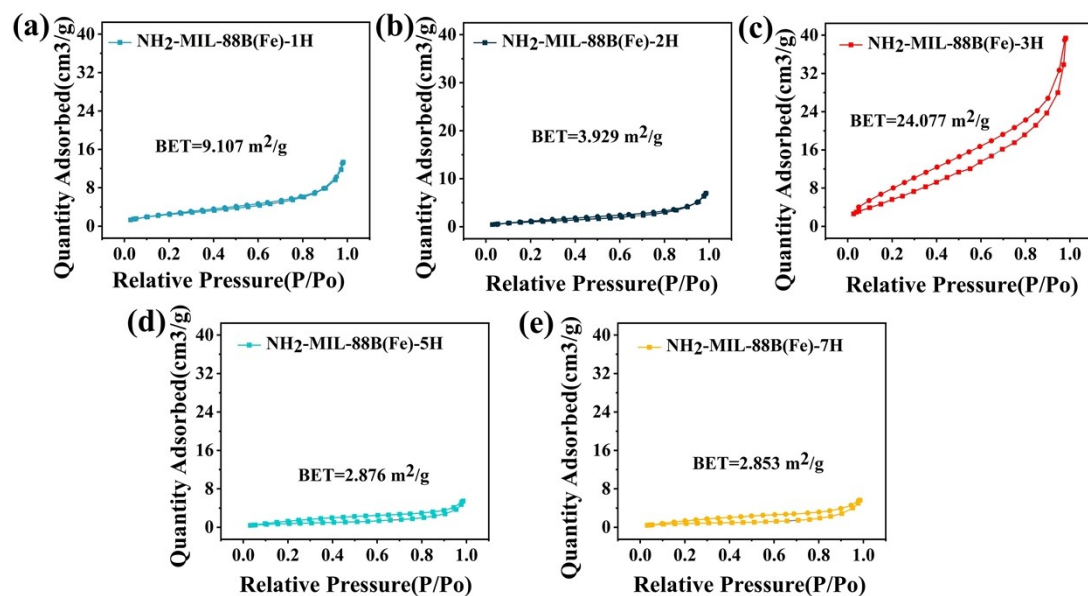 (a)
NH2-MIL-88B(Fe)-1H
BET=9.107 m2/g
Quantity Adsorbed(cm3/g)
40
32
24
16
8
0
0.0 0.2 0.4 0.6 0.8 1.0
Relative Pressure(P/Po)
(b)
NH2-MIL-88B(Fe)-2H
BET=3.929 m2/g
Quantity Adsorbed(cm3/g)
40
30
20
10
0
0.0 0.2 0.4 0.6 0.8 1.0
Relative Pressure(P/Po)
(c)
NH2-MIL-88B(Fe)-3H
BET=24.077 m2/g
Quantity Adsorbed(cm3/g)
40
32
24
16
8
0
0.0 0.2 0.4 0.6 0.8 1.0
Relative Pressure(P/Po)
(d)
NH2-MIL-88B(Fe)-5H
BET=2.876 m2/g
Quantity Adsorbed(cm3/g)
40
32
24
16
8
0
0.0 0.2 0.4 0.6 0.8 1.0
Relative Pressure(P/Po)
(e)
NH2-MIL-88B(Fe)-7H
BET=2.853 m2/g
Quantity Adsorbed(cm3/g)
40
32
24
16
8
0
0.0 0.2 0.4 0.6 0.8 1.0
Relative Pressure(P/Po)